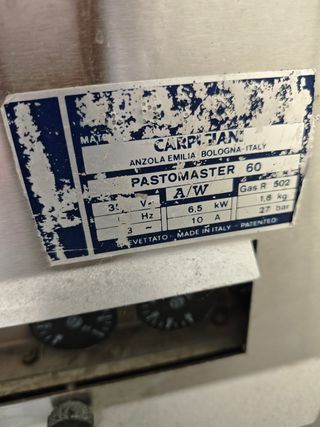 CARPIGIANI
ANZOLA EMILIA · BOLOGNA · ITALY
PASTOMASTER 60
A/W
Gas R 502
V
6,5 kW
1,6 kg
Hz
10 A
27 bar
3 ~
BREVETTATO - MADE IN ITALY - PATENTED